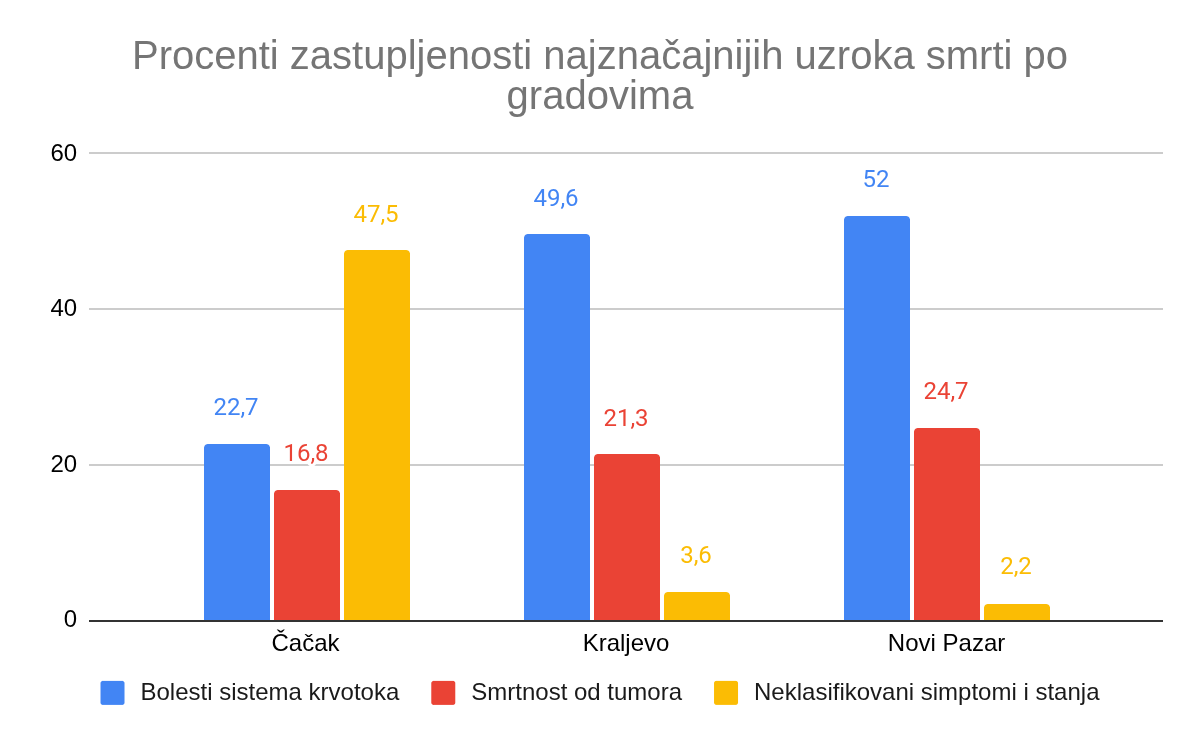 Procenti zastupljenosti najznačajnijih uzroka smrti po
gradovima
60
40
20
0
22,7
16,8
47,5
49,6
21,3
3,6
52
24,7
2,2
Čačak
Kraljevo
Novi Pazar
Bolesti sistema krvotoka
Smrtnost od tumora
Neklasifikovani simptomi i stanja